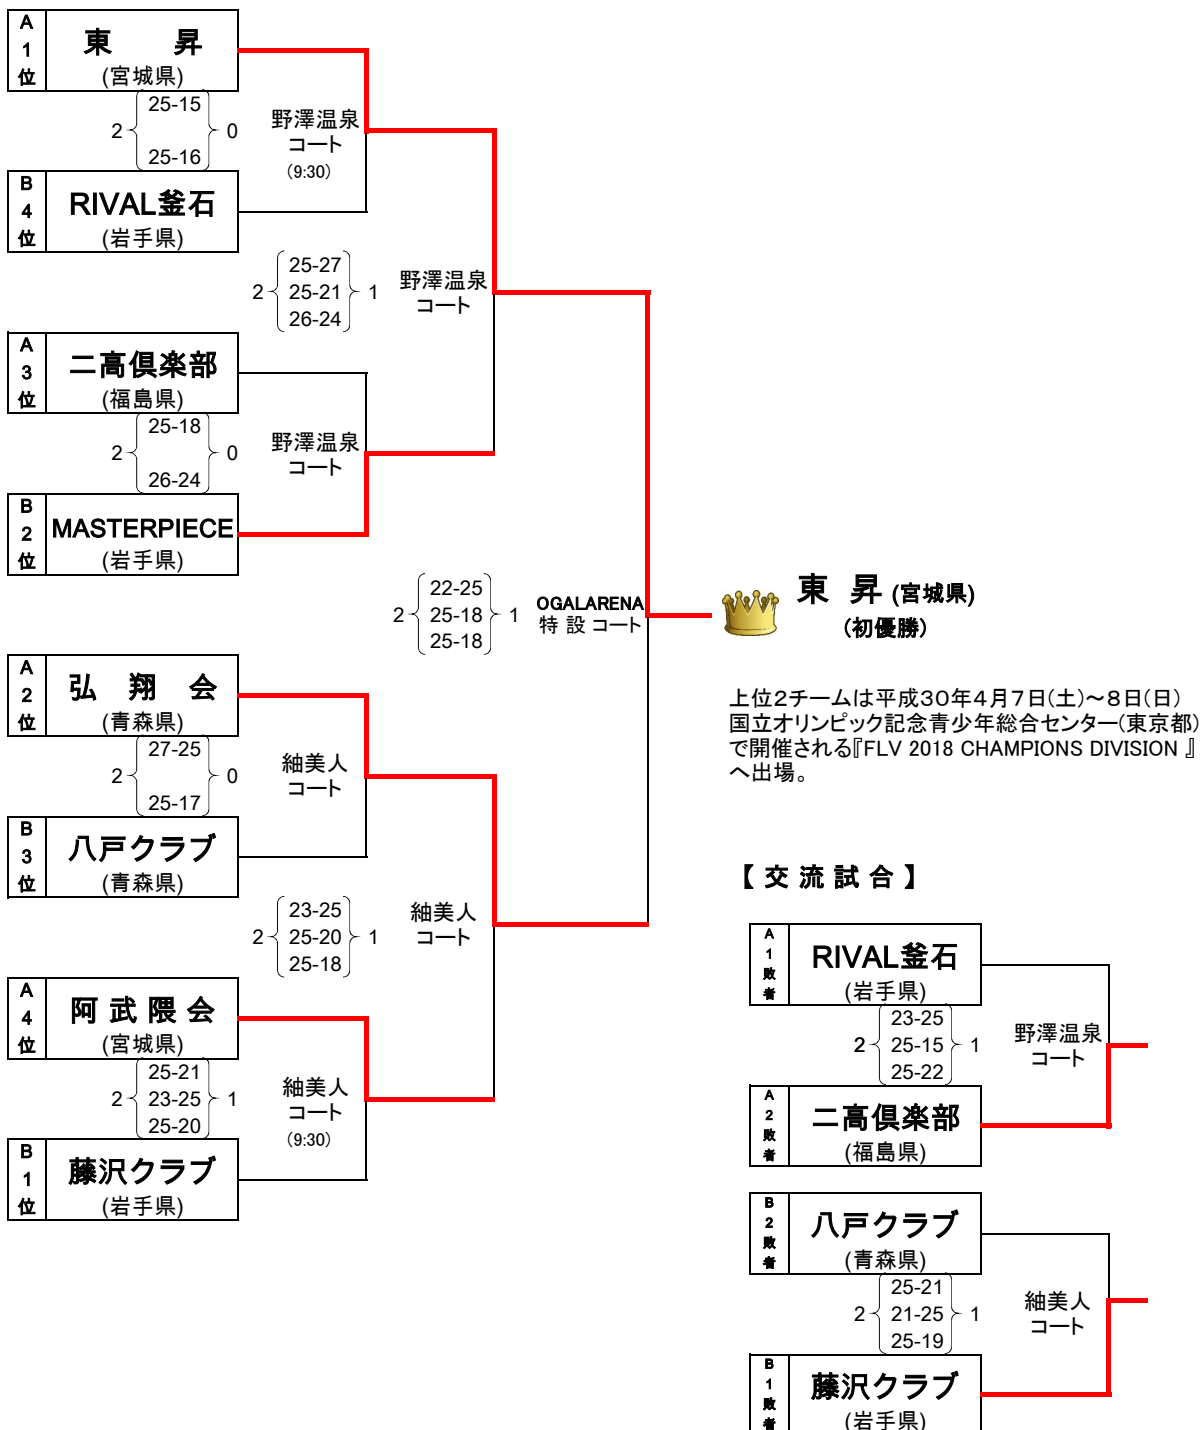 A1位
東 昇
(宮城県)
2 25-15 0
25-16
野澤温泉
コート
(9:30)
B4位
RIVAL釜石
(岩手県)
2 25-27 1
25-21
26-24
野澤温泉
コート
A3位
二高倶楽部
(福島県)
2 25-18 0
26-24
野澤温泉
コート
B2位
MASTERPIECE
(岩手県)
2 22-25 1
25-18
25-18
OGALARENA
特設コート
東 昇 (宮城県)
(初優勝)
上位2チームは平成30年4月7日(土)～8日(日)
国立オリンピック記念青少年総合センター(東京都)
で開催される『FLV 2018 CHAMPIONS DIVISION 』
へ出場。
A2位
弘 翔 会
(青森県)
2 27-25 0
25-17
紬美人
コート
B3位
八戸クラブ
(青森県)
2 23-25 1
25-20
25-18
紬美人
コート
A4位
阿武隈会
(宮城県)
2 25-21 1
23-25
25-20
紬美人
コート
(9:30)
B1位
藤沢クラブ
(岩手県)
【交流試合】
A1敗者
RIVAL釜石
(岩手県)
2 23-25 1
25-15
25-22
野澤温泉
コート
A2敗者
二高倶楽部
(福島県)
B2敗者
八戸クラブ
(青森県)
2 25-21 1
21-25
25-19
紬美人
コート
B1敗者
藤沢クラブ
(岩手県)